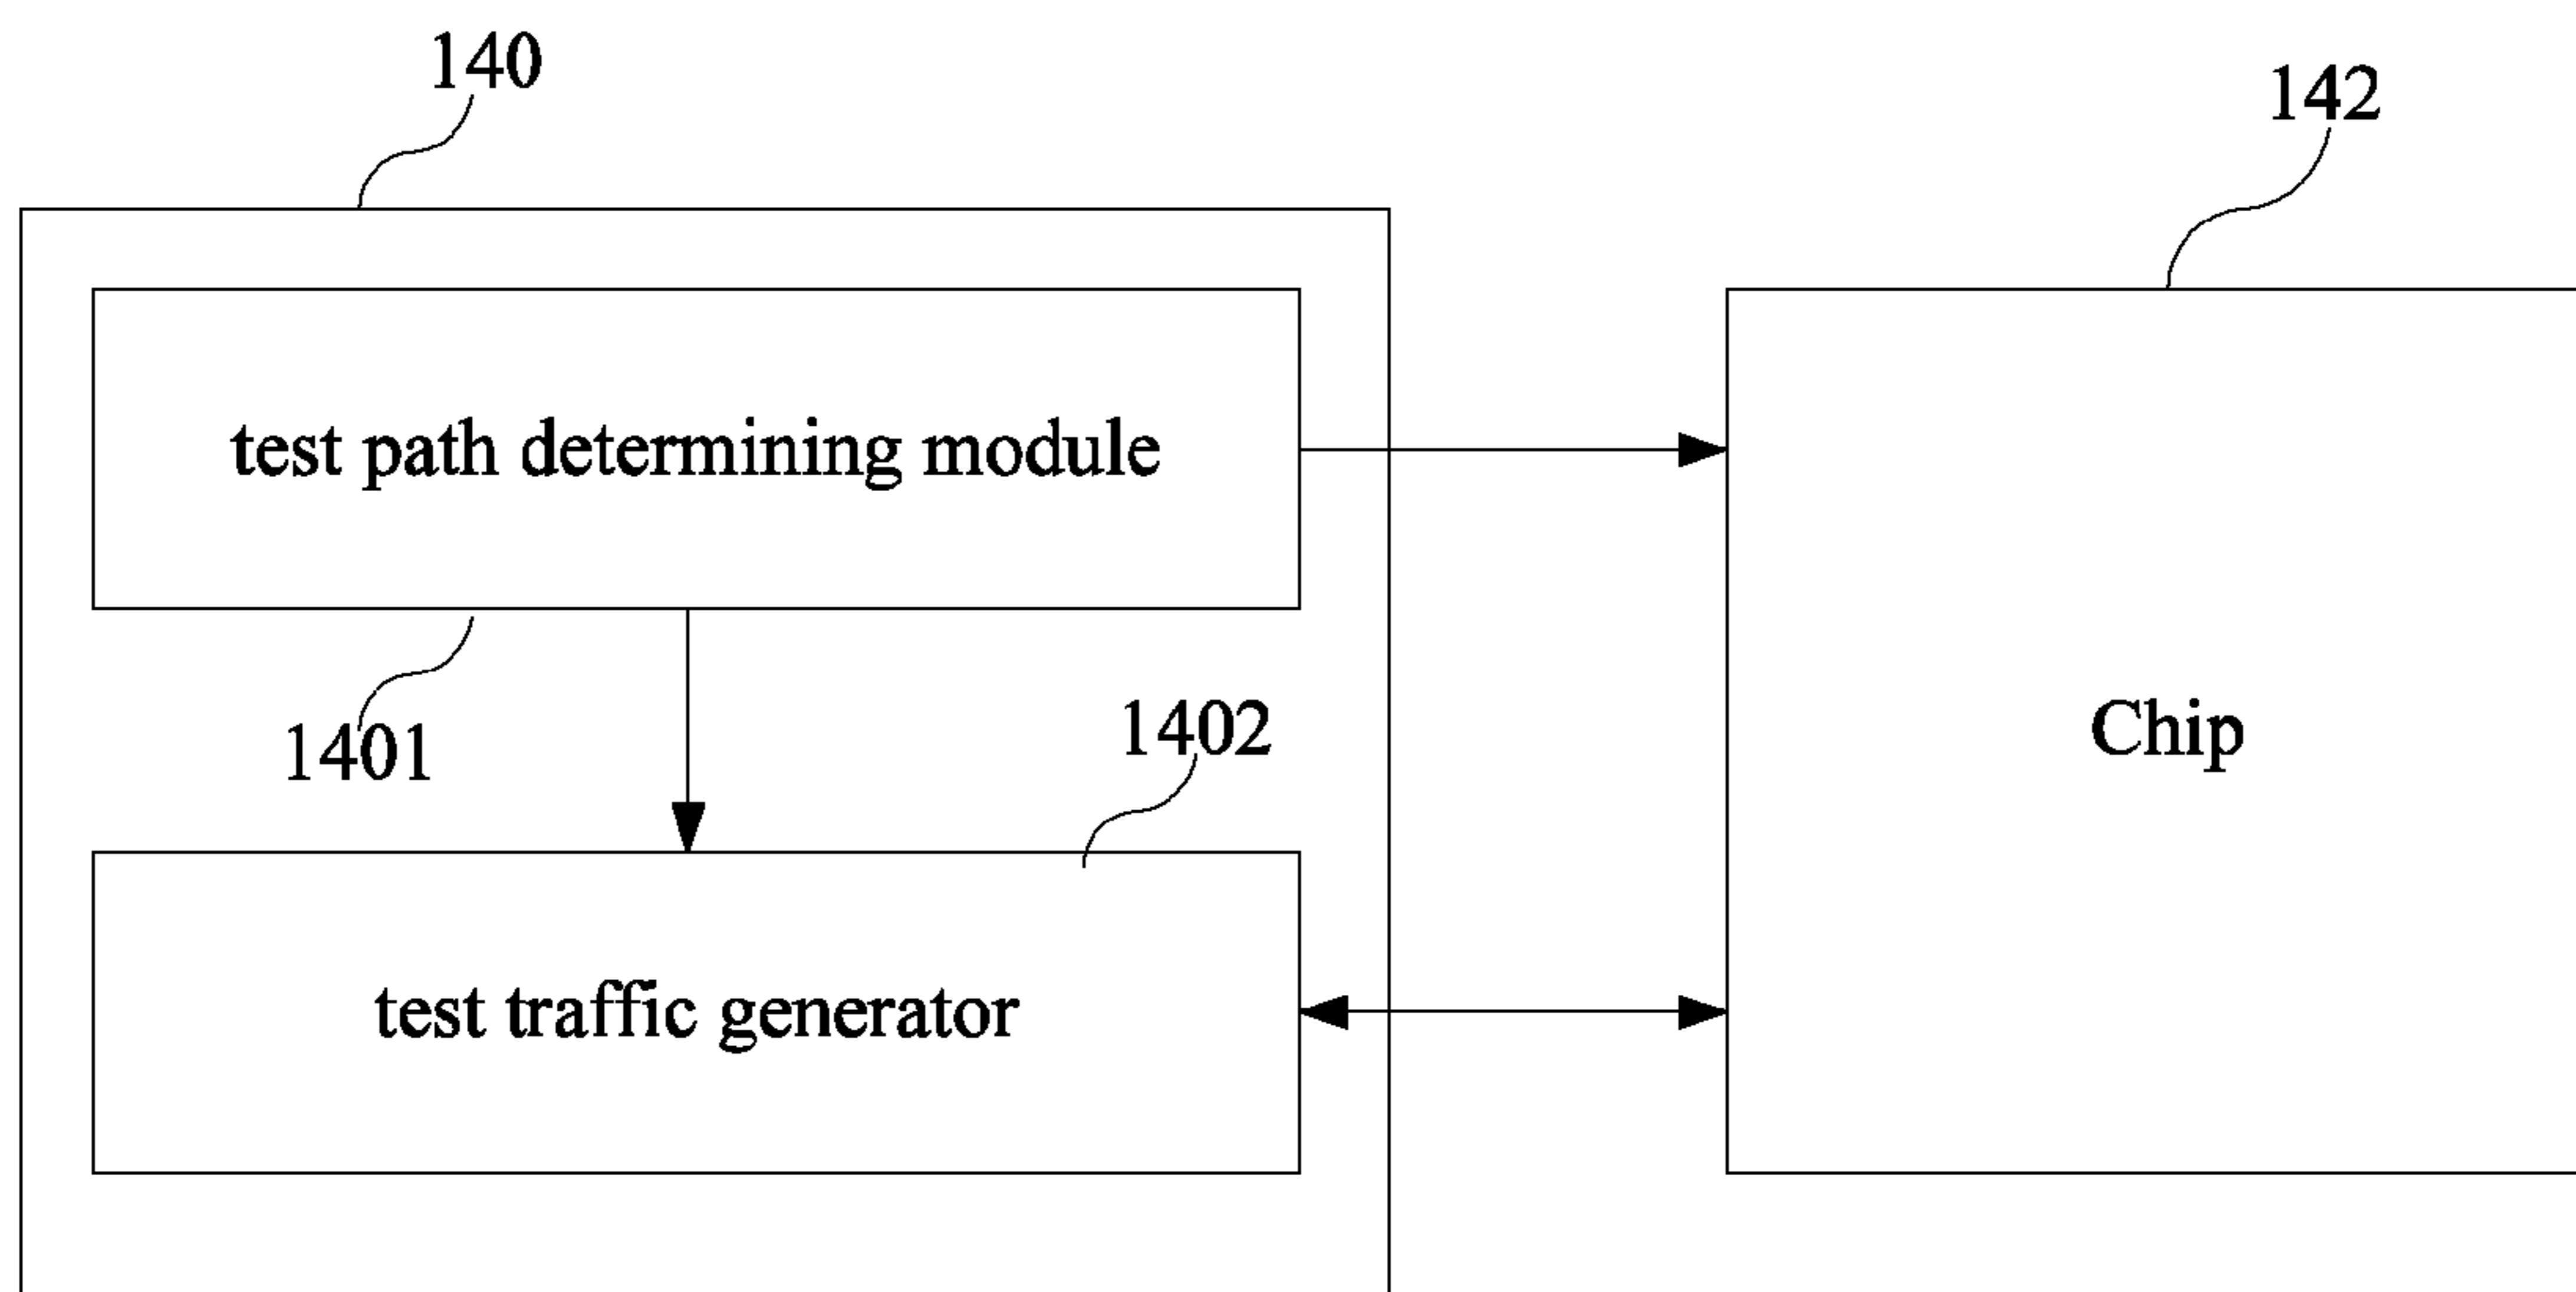 140
142
test path determining module
1401
1402
Chip
test traffic generator